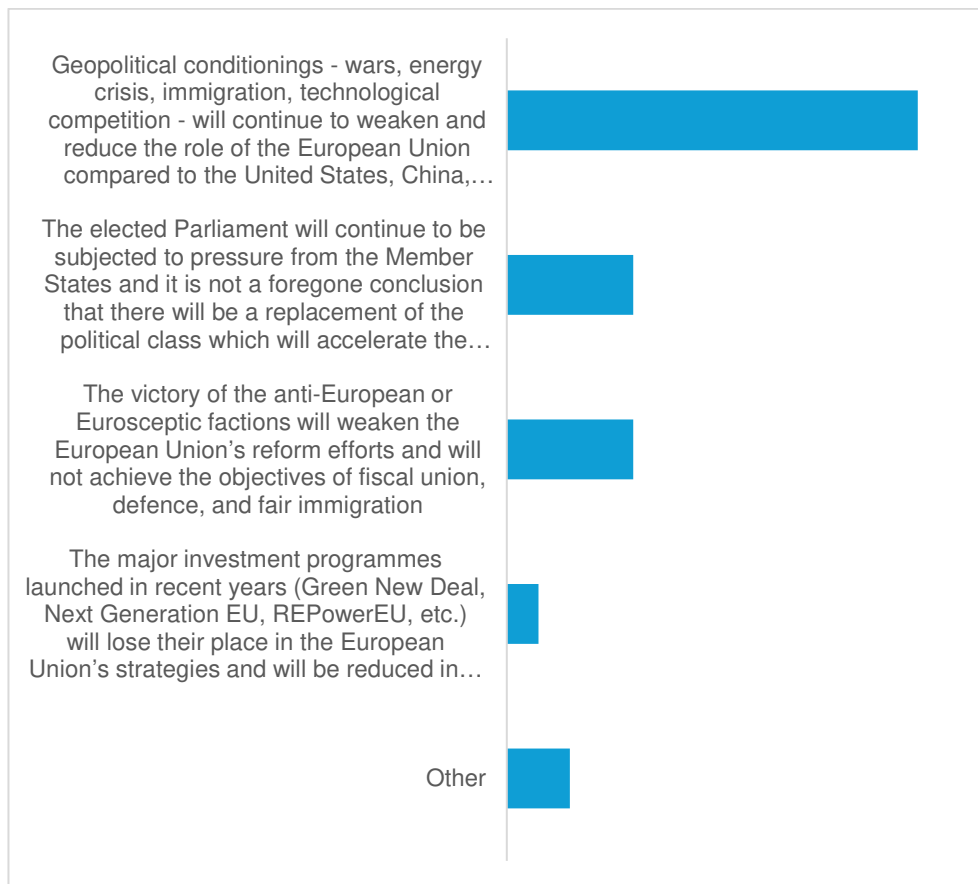 Geopolitical conditionings - wars, energy
crisis, immigration, technological
competition - will continue to weaken and
reduce the role of the European Union
compared to the United States, China,…
The elected Parliament will continue to be
subjected to pressure from the Member
States and it is not a foregone conclusion
that there will be a replacement of the
political class which will accelerate the…
The victory of the anti-European or
Eurosceptic factions will weaken the
European Union's reform efforts and will
not achieve the objectives of fiscal union,
defence, and fair immigration
The major investment programmes
launched in recent years (Green New Deal,
Next Generation EU, REPowerEU, etc.)
will lose their place in the European
Union's strategies and will be reduced in…
Other